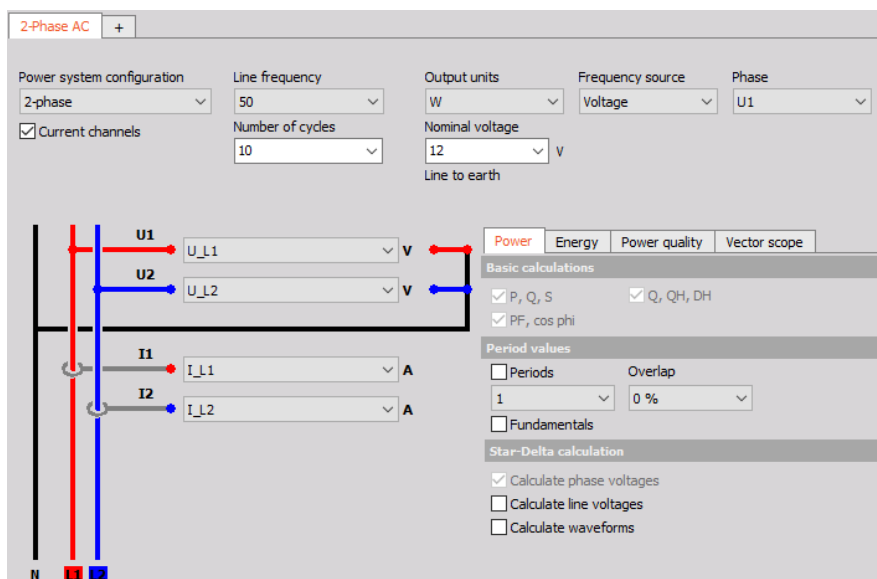 2-Phase AC +
Power system configuration Line frequency Output units Frequency source Phase
2-phase 50 W Voltage U1
Current channels Number of cycles Nominal voltage
10 12 V
Line to earth
U1
U_L1 V
U2
U_L2 V
I1
I_L1 A
I2
I_L2 A
Power Energy Power quality Vector scope
Basic calculations
P, Q, S Q, QH, DH
PF, cos phi
Period values
Periods Overlap
1 0 %
Fundamentals
Star-Delta calculation
Calculate phase voltages
Calculate line voltages
Calculate waveforms
N L1 L2